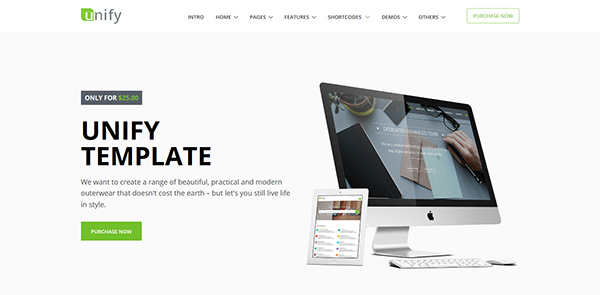 unify
INTRO HOME PAGES FEATURES SHORTCODES DEMOS OTHERS PURCHASE NOW
ONLY FOR $25.00
UNIFY
TEMPLATE
We want to create a range of beautiful, practical and modern
outerwear that doesn't cost the earth – but let's you still live life
in style.
PURCHASE NOW
DEDICATED ADVANCED TEAM